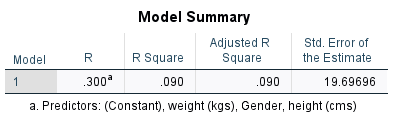 Model Summary
Model R R Square Adjusted R Square Std. Error of the Estimate
1 .300a .090 .090 19.69696
a. Predictors: (Constant), weight (kgs), Gender, height (cms)